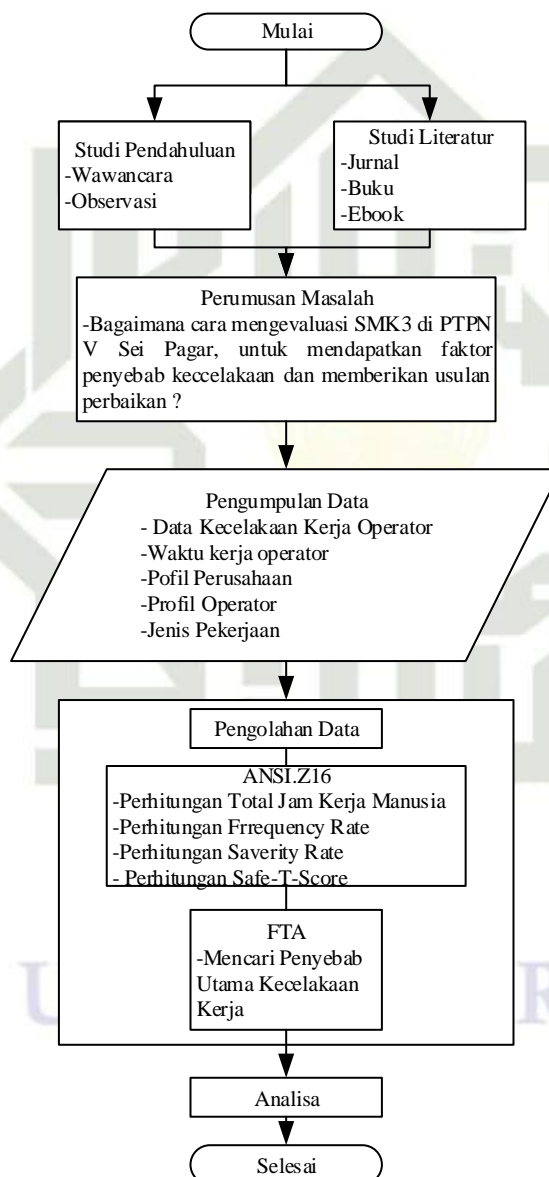 Mulai
Studi Pendahuluan
-Wawancara
-Observasi
Studi Literatur
-Jurnal
-Buku
-Ebook
Perumusan Masalah
-Bagaimana cara mengevaluasi SMK3 di PTPN
V Sei Pagar, untuk mendapatkan faktor
penyebab keccelakaan dan memberikan usulan
perbaikan ?
Pengumpulan Data
- Data Kecelakaan Kerja Operator
-Waktu kerja operator
-Pofil Perusahaan
-Profil Operator
-Jenis Pekerjaan
Pengolahan Data
ANSI.Z16
-Perhitungan Total Jam Kerja Manusia
-Perhitungan Frrequency Rate
-Perhitungan Saverity Rate
- Perhitungan Safe-T-Score
FTA
-Mencari Penyebab
Utama Kecelakaan
Kerja
Analisa
Selesai